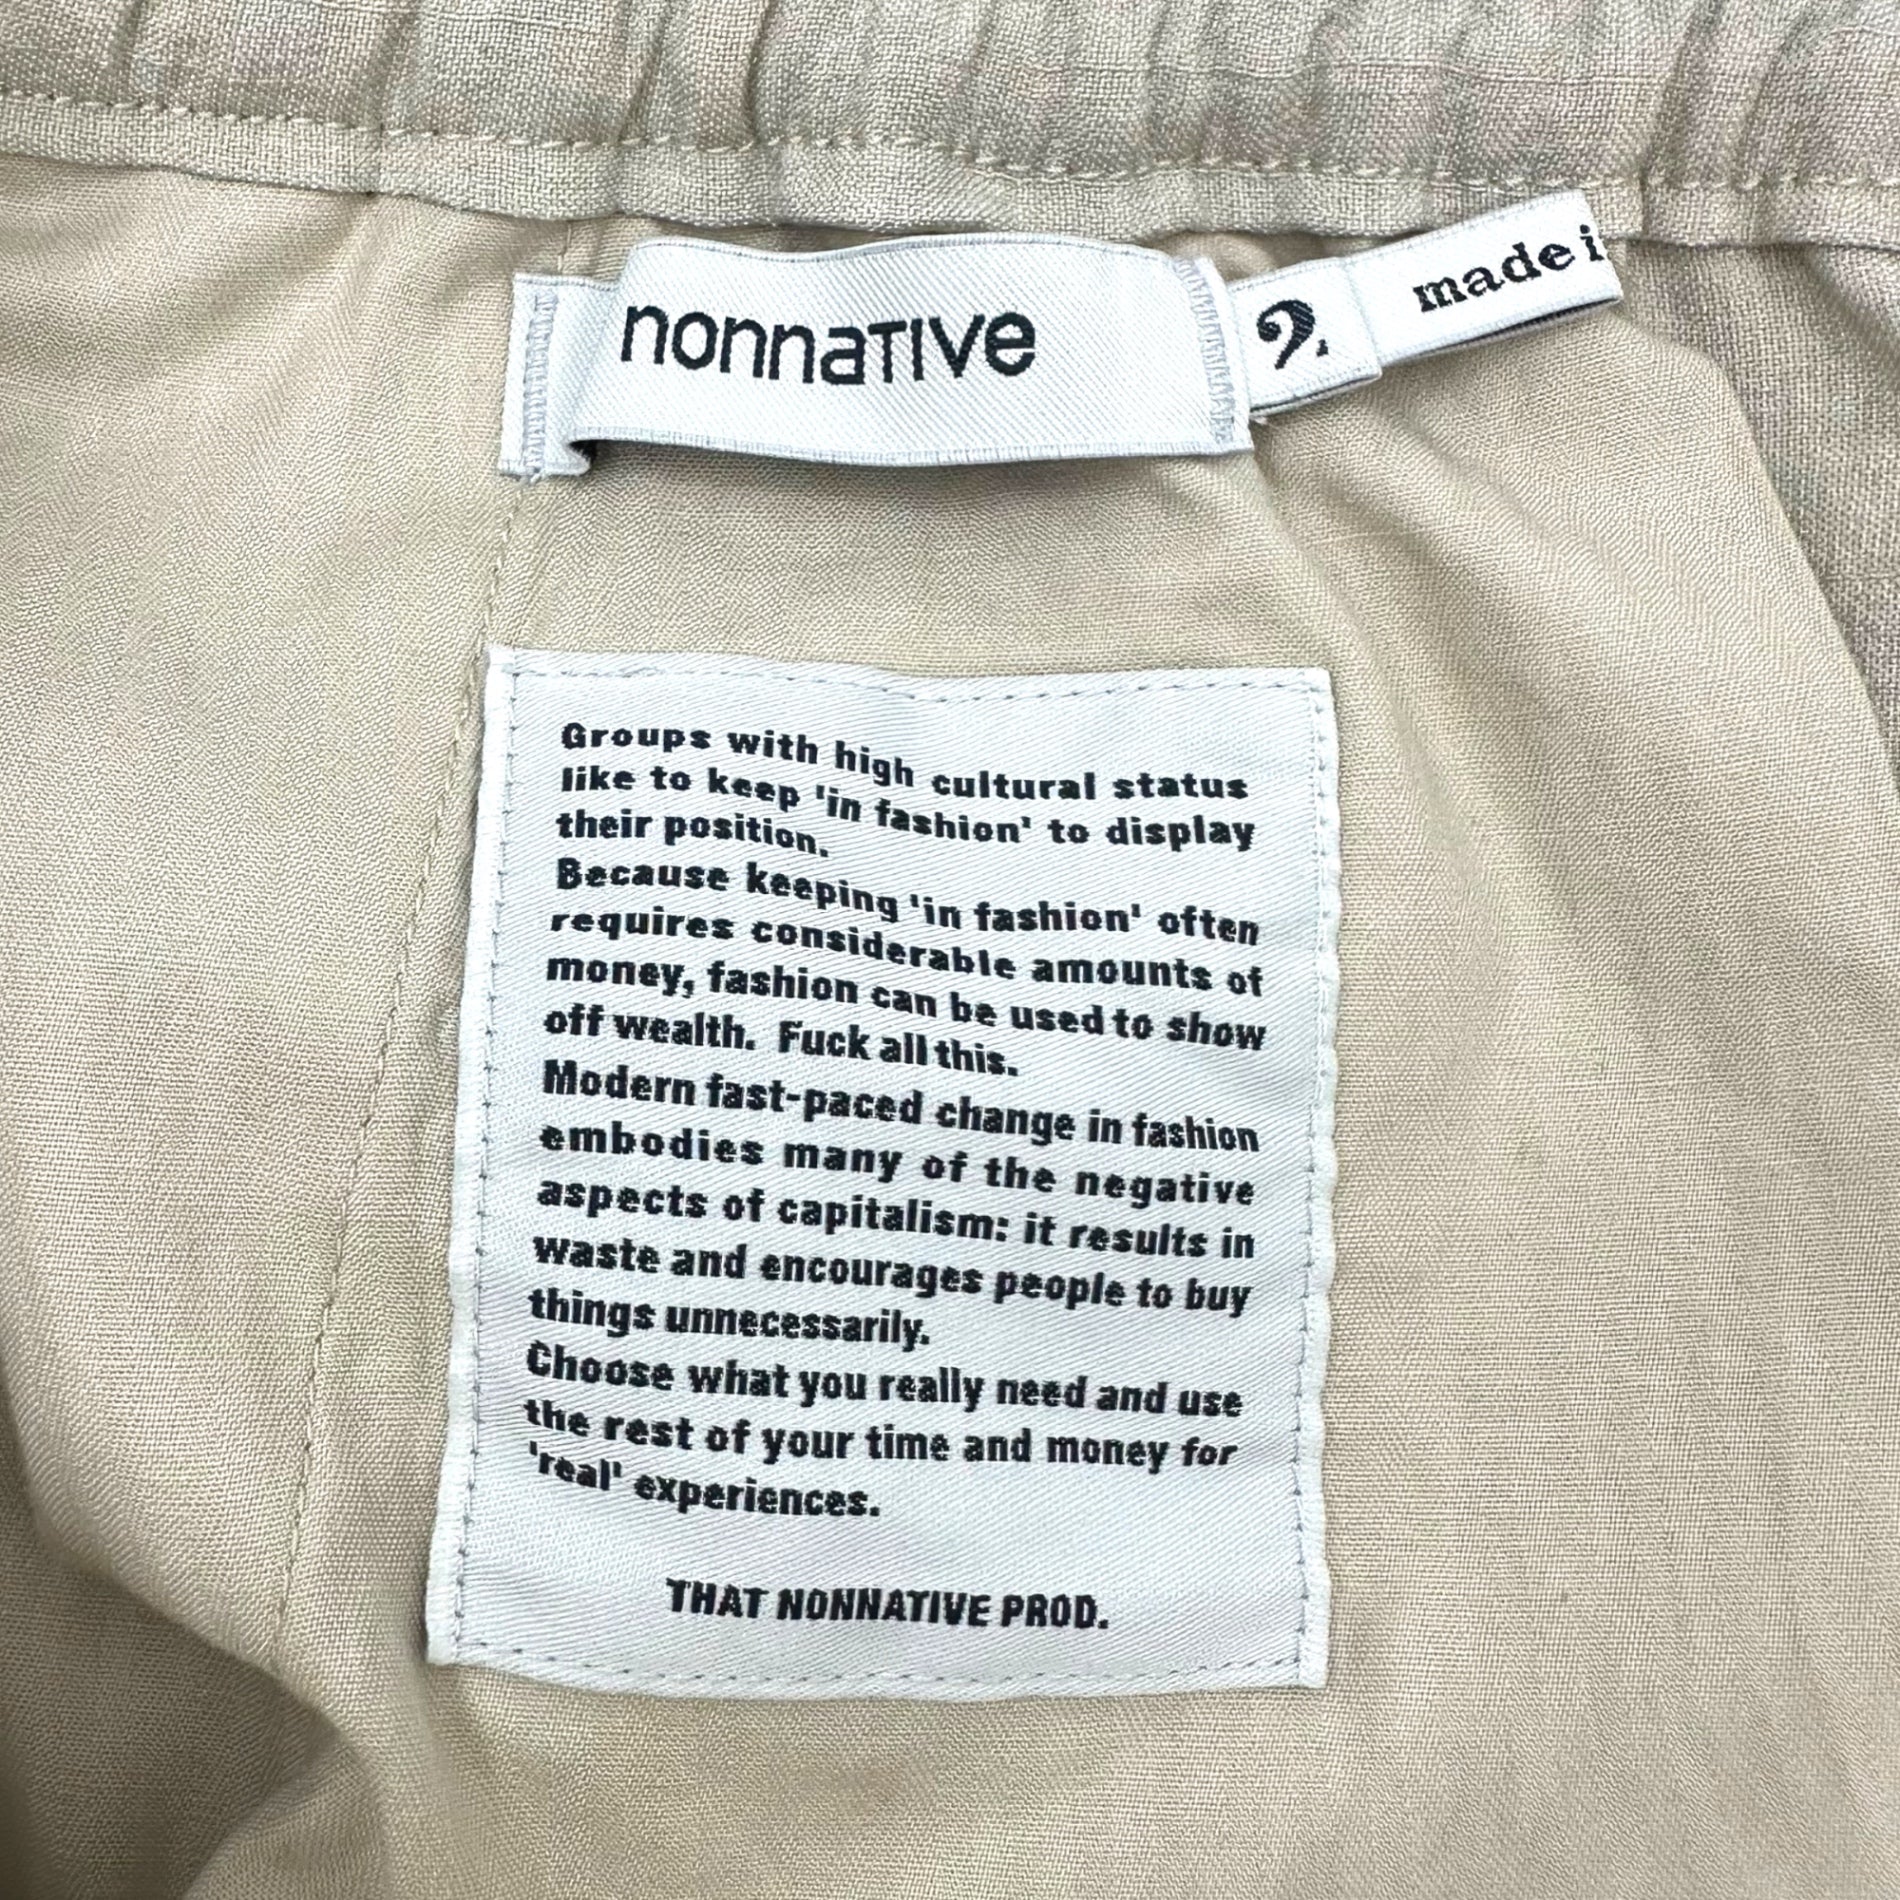 nonnaTIVe
2.
made i
Groups with high cultural status
like to keep 'in fashion' to display
their position.
Because keeping 'in fashion' often
requires considerable amounts of
money, fashion can be used to show
off wealth. Fuck all this.
Modern fast-paced change in fashion
embodies many of the negative
aspects of capitalism: it results in
waste and encourages people to buy
things unnecessarily.
Choose what you really need and use
the rest of your time and money for
'real' experiences.
THAT NONNATIVE PROD.